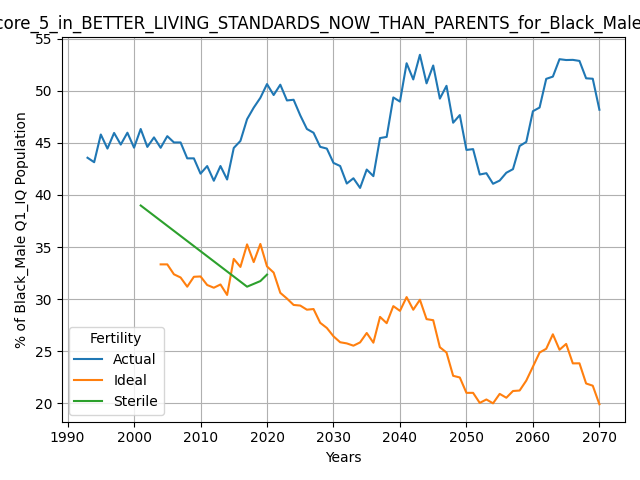 core_5_in_BETTER_LIVING_STANDARDS_NOW_THAN_PARENTS_for_Black_Male
% of Black_Male Q1_IQ Population
55
50
45
40
35
30
25
20
Fertility
Actual
Ideal
Sterile
1990 2000 2010 2020 2030 2040 2050 2060 2070
Years